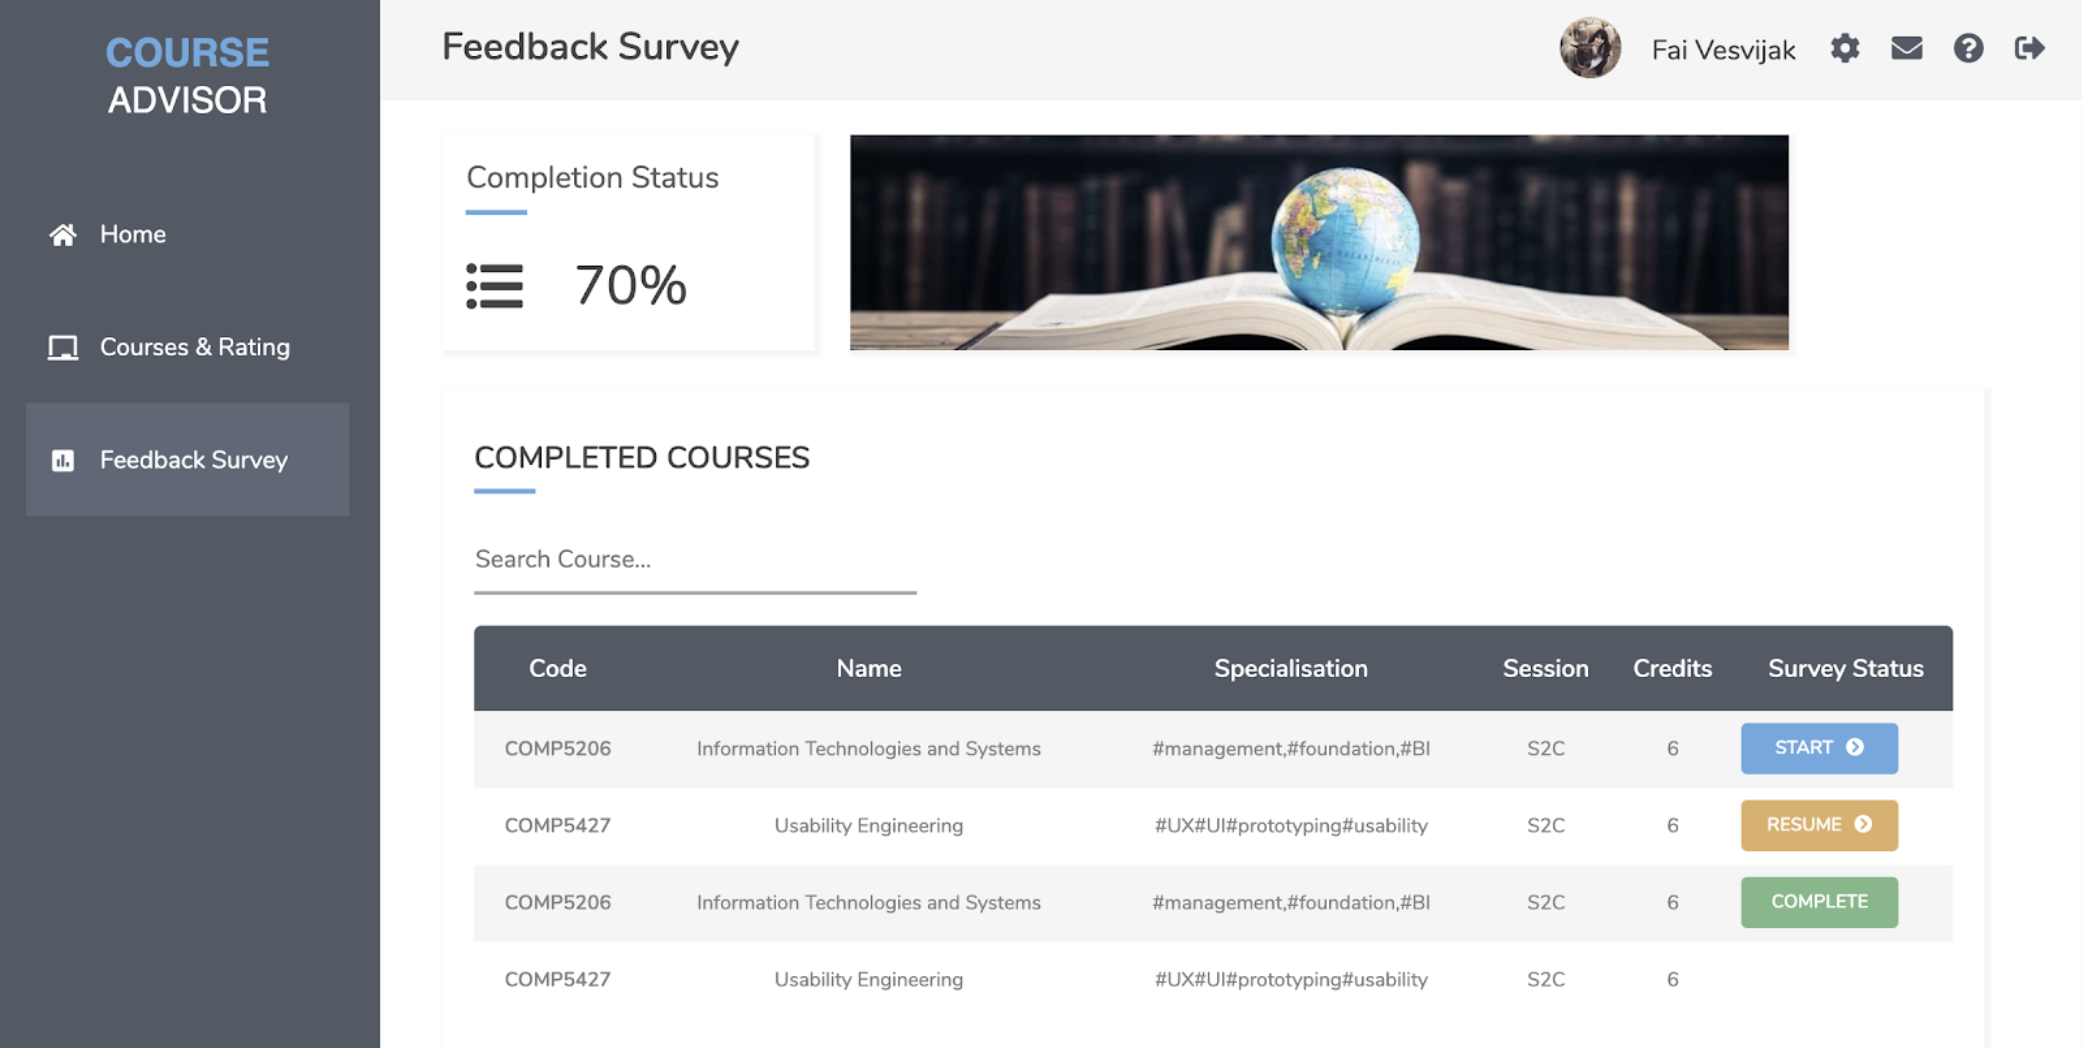 COURSE
ADVISOR
Home
Courses & Rating
Feedback Survey
Feedback Survey
Fai Vesvijak
Completion Status
70%
COMPLETED COURSES
Search Course...
Code Name Specialisation Session Credits Survey Status
COMP5206 Information Technologies and Systems #management,#foundation,#BI S2C 6 START
COMP5427 Usability Engineering #UX#UI#prototyping#usability S2C 6 RESUME
COMP5206 Information Technologies and Systems #management,#foundation,#BI S2C 6 COMPLETE
COMP5427 Usability Engineering #UX#UI#prototyping#usability S2C 6